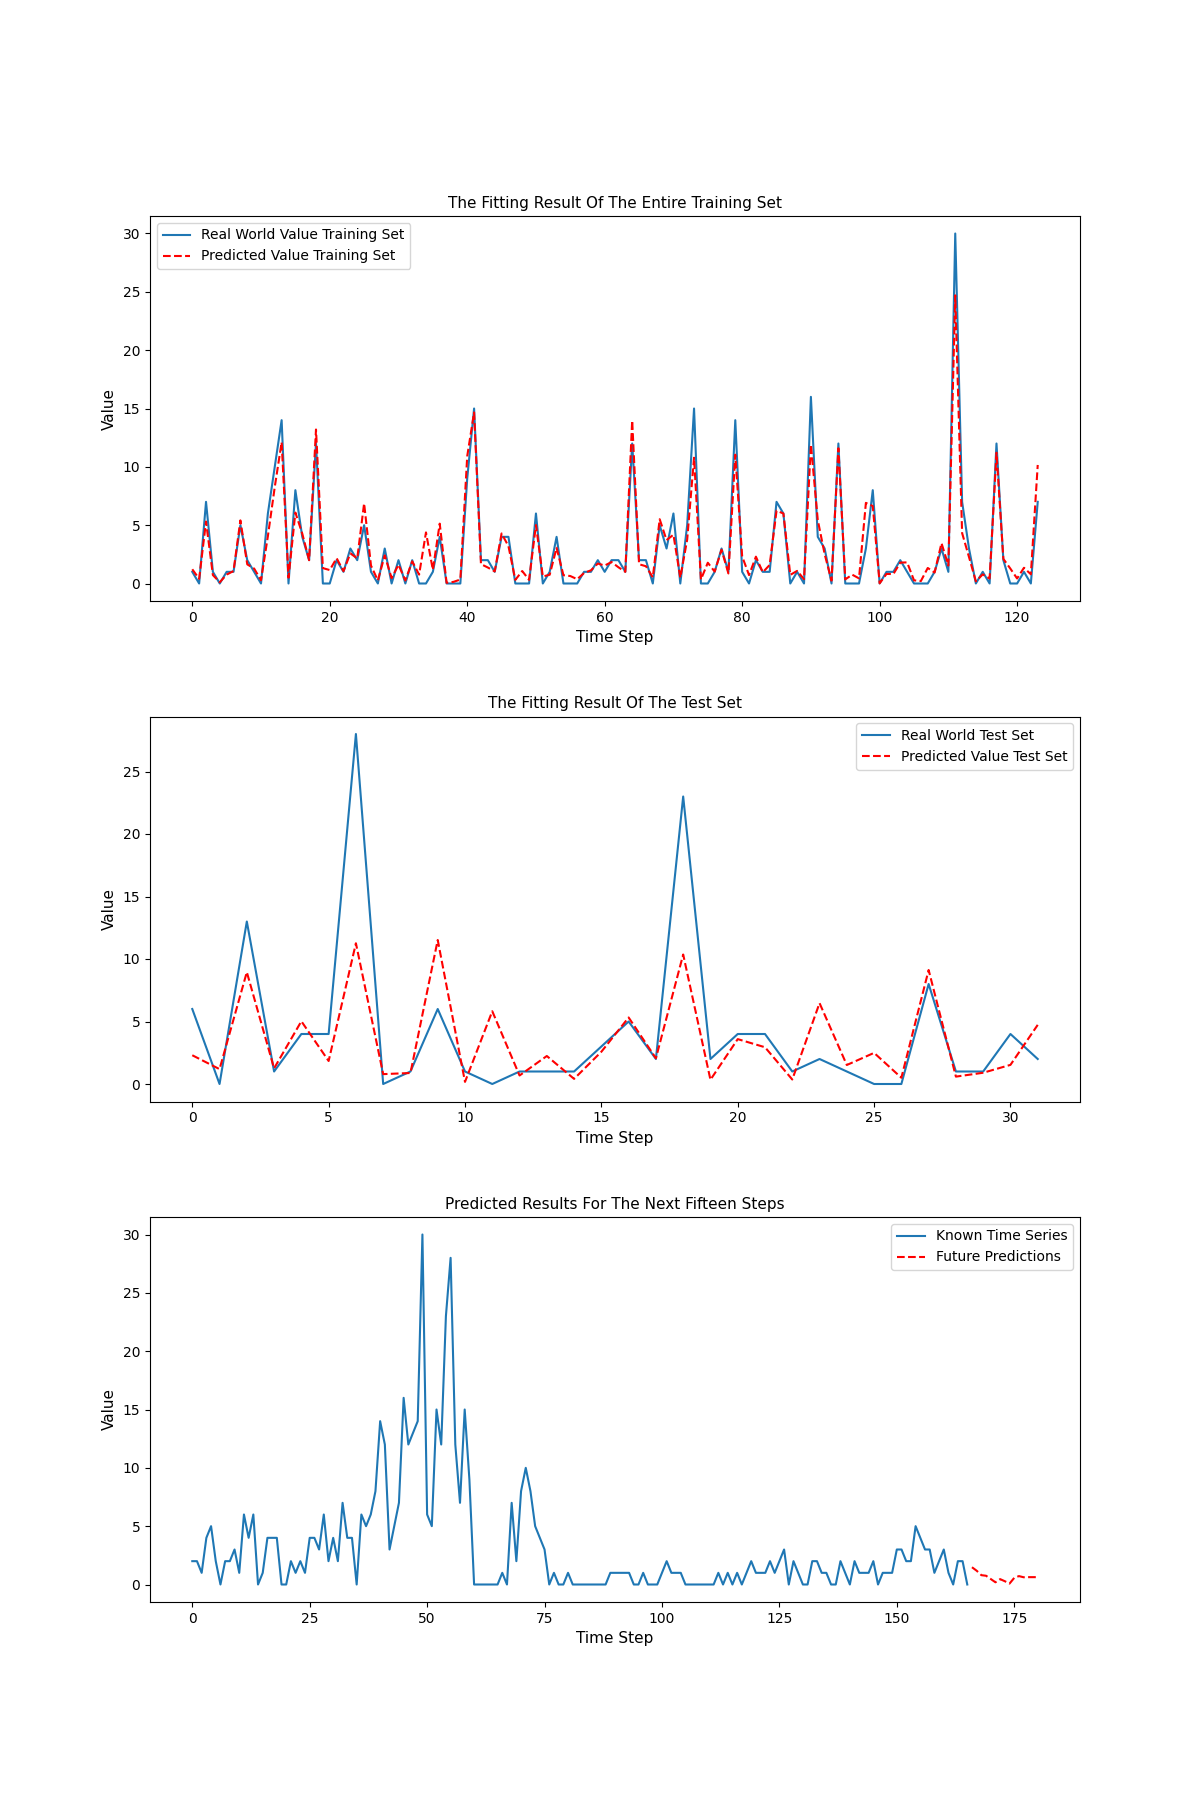 The Fitting Result Of The Entire Training Set
Real World Value Training Set
Predicted Value Training Set
30
25
20
15
10
5
0
Value
0 20 40 60 80 100 120
Time Step
The Fitting Result Of The Test Set
Real World Test Set
Predicted Value Test Set
25
20
15
10
5
0
Value
0 5 10 15 20 25 30
Time Step
Predicted Results For The Next Fifteen Steps
Known Time Series
Future Predictions
30
25
20
15
10
5
0
Value
0 25 50 75 100 125 150 175
Time Step